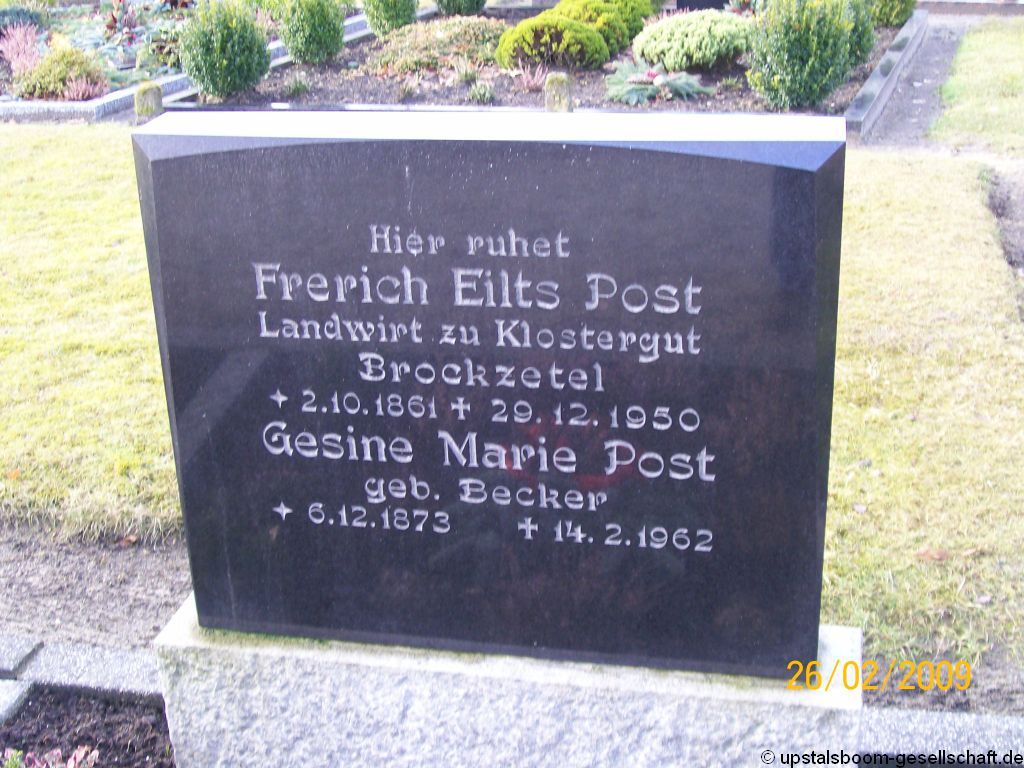 Hier ruhet
Frerich Eilts Post
Landwirt zu Klostergut
Brockzetel
✦ 2.10.1861 ✝ 29.12.1950
Gesine Marie Post
geb. Becker
✦ 6.12.1873 ✝ 14.2.1962
26/02/2009
© upstalsboom-gesellschaft.de